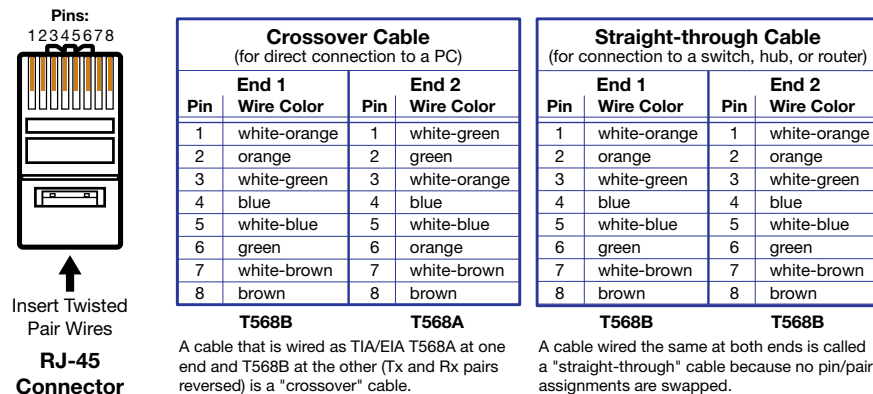 Pins:
12345678
Insert Twisted
Pair Wires
RJ-45
Connector
Crossover Cable
(for direct connection to a PC)
End 1 End 2
Pin Wire Color Pin Wire Color
1 white-orange 1 white-green
2 orange 2 green
3 white-green 3 white-orange
4 blue 4 blue
5 white-blue 5 white-blue
6 green 6 orange
7 white-brown 7 white-brown
8 brown 8 brown
T568B T568A
A cable that is wired as TIA/EIA T568A at one
end and T568B at the other (Tx and Rx pairs
reversed) is a "crossover" cable.
Straight-through Cable
(for connection to a switch, hub, or router)
End 1 End 2
Pin Wire Color Pin Wire Color
1 white-orange 1 white-orange
2 orange 2 orange
3 white-green 3 white-green
4 blue 4 blue
5 white-blue 5 white-blue
6 green 6 green
7 white-brown 7 white-brown
8 brown 8 brown
T568B T568B
A cable wired the same at both ends is called
a "straight-through" cable because no pin/pair
assignments are swapped.